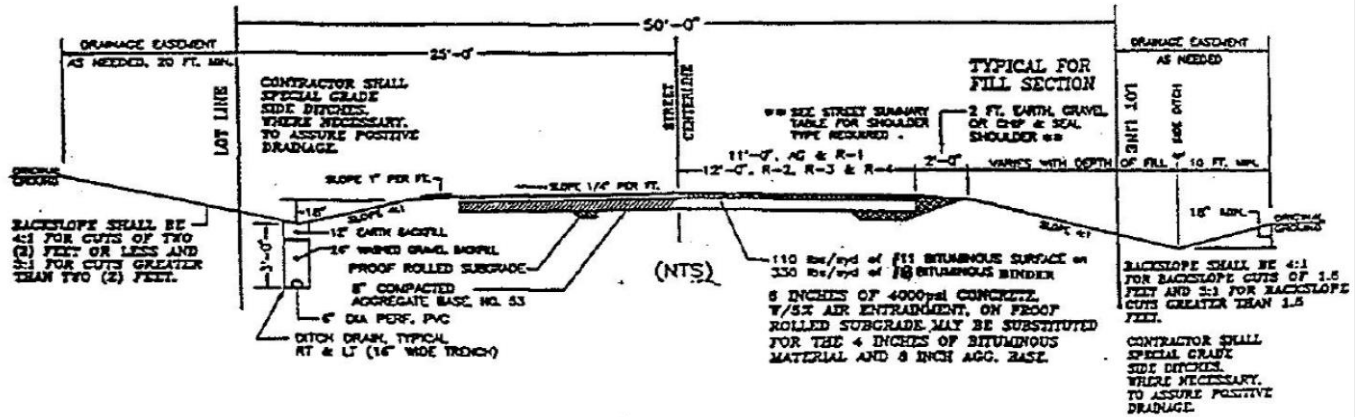 50'-0"
DRAINAGE EASEMENT
AS NEEDED, 20 FT. MIN.
25'-0"
DRAINAGE EASEMENT
AS NEEDED
LOT LINE
CONTRACTOR SHALL
SPECIAL GRADE
SIDE DITCHES,
WHERE NECESSARY,
TO ASSURE POSITIVE
DRAINAGE.
STREET
CENTERLINE
TYPICAL FOR
FILL SECTION
** SEE STREET SUMMARY
TABLE FOR SHOULDER
TYPE REQUIRED.
2 FT. EARTH, GRAVEL
OR CHIP & SEAL
SHOULDER **
LOT LINE
SIDE DITCH
11'-0", AG & R-1
12'-0", R-2, R-3 & R-4
2'-0"
VARIES WITH DEPTH OF FILL
10 FT. MIN.
ORIGINAL
GROUND
SLOPE 1" PER FT.
SLOPE 1/4" PER FT.
18"
SLOPE 4:1
SLOPE 4:1
18" MIN.
ORIGINAL
GROUND
BACKSLOPE SHALL BE
4:1 FOR CUTS OF TWO
(2) FEET OR LESS AND
3:1 FOR CUTS GREATER
THAN TWO (2) FEET.
3'-0"
12" EARTH BACKFILL
24" WASHED GRAVEL BACKFILL
PROOF ROLLED SUBGRADE
8" COMPACTED
AGGREGATE BASE, NO. 53
6" DIA PERF. PVC
DITCH DRAIN, TYPICAL
RT & LT (16" WIDE TRENCH)
(NTS)
110 lbs/syd of #11 BITUMINOUS SURFACE on
330 lbs/syd of BITUMINOUS BINDER
6 INCHES OF 4000psi CONCRETE,
W/5% AIR ENTRAINMENT, ON PROOF
ROLLED SUBGRADE, MAY BE SUBSTITUTED
FOR THE 4 INCHES OF BITUMINOUS
MATERIAL AND 8 INCH AGG. BASE.
BACKSLOPE SHALL BE 4:1
FOR BACKSLOPE CUTS OF 1.5
FEET AND 3:1 FOR BACKSLOPE
CUTS GREATER THAN 1.5
FEET.
CONTRACTOR SHALL
SPECIAL GRADE
SIDE DITCHES,
WHERE NECESSARY,
TO ASSURE POSITIVE
DRAINAGE.